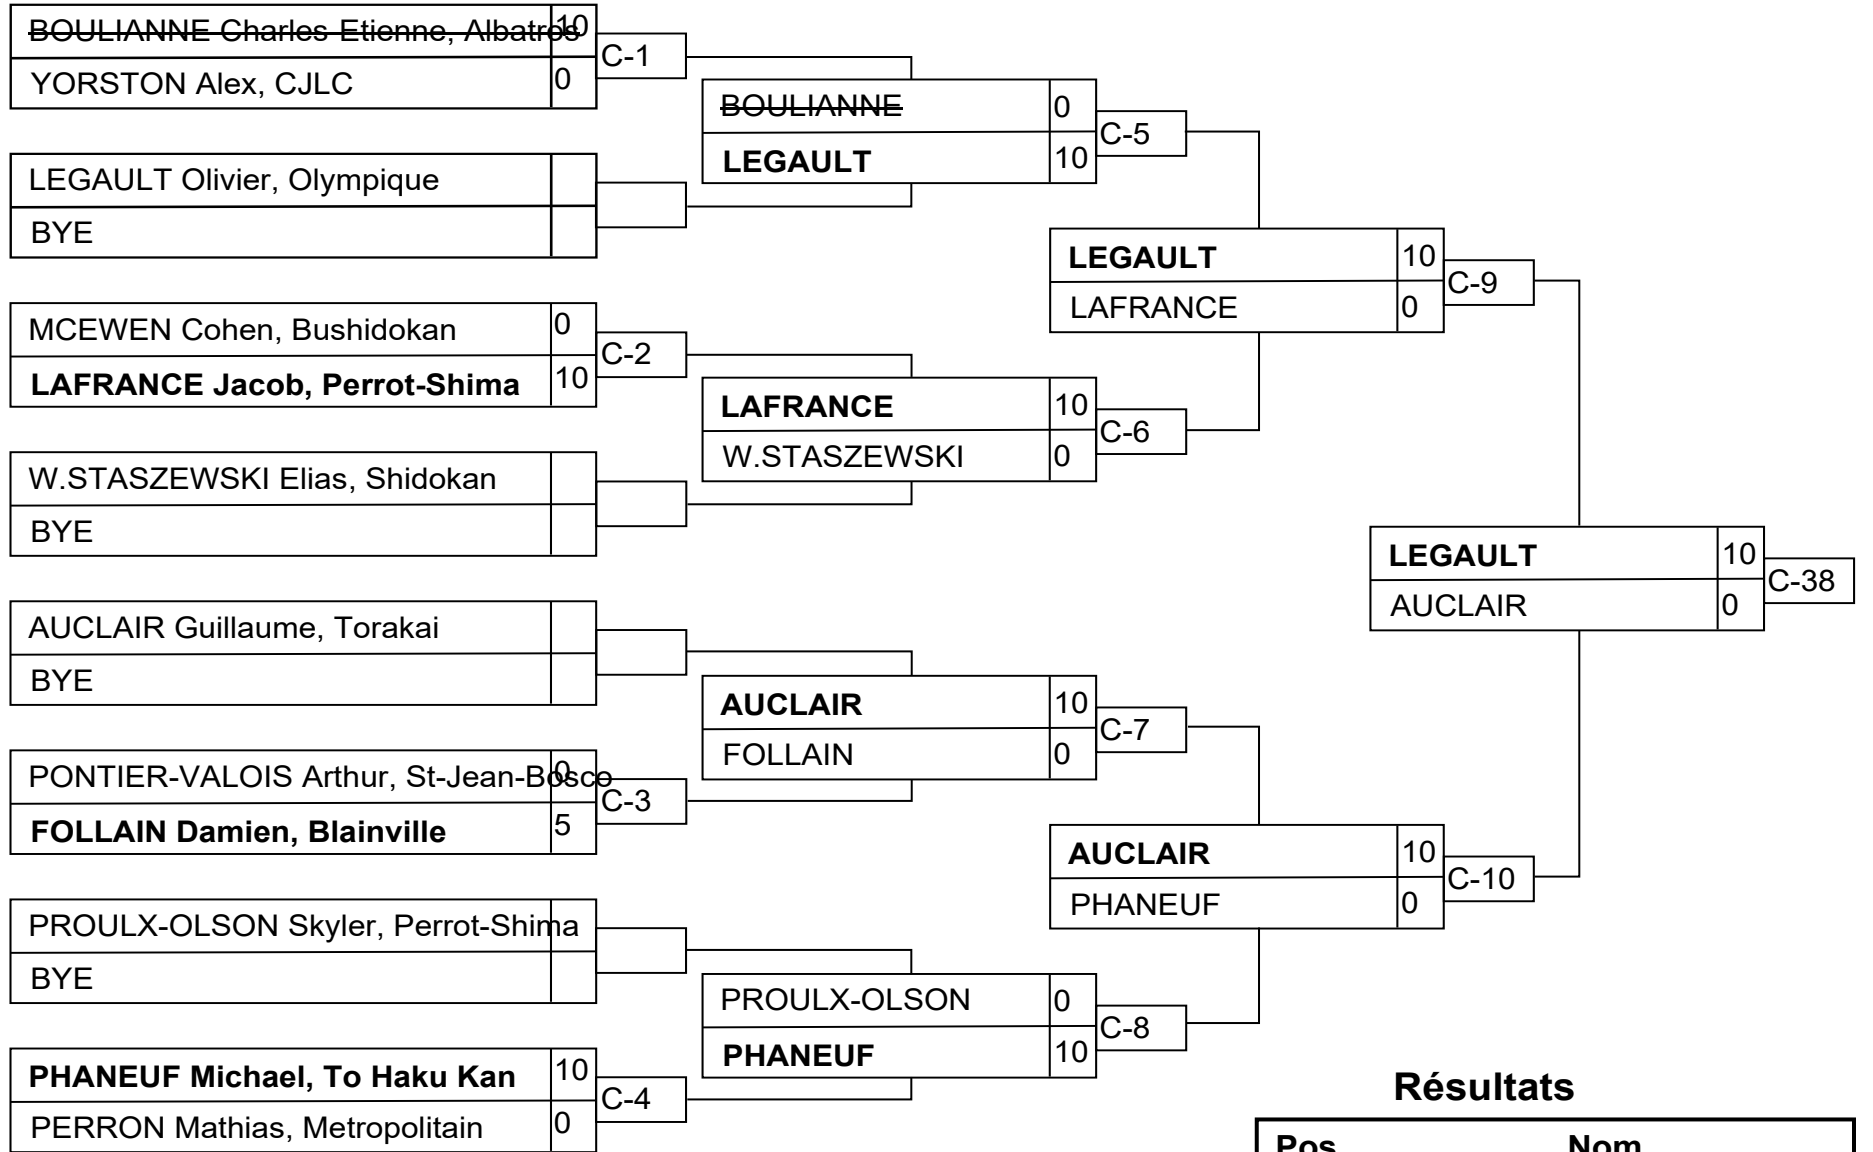 BOULIANNE Charles Etienne, Albatros 10
YORSTON Alex, CJLC 0
C-1
LEGAULT Olivier, Olympique
BYE
MCEWEN Cohen, Bushidokan 0
LAFRANCE Jacob, Perrot-Shima 10
C-2
W.STASZEWSKI Elias, Shidokan
BYE
AUCLAIR Guillaume, Torakai
BYE
PONTIER-VALOIS Arthur, St-Jean-Bosco 0
FOLLAIN Damien, Blainville 5
C-3
PROULX-OLSON Skyler, Perrot-Shima
BYE
PHANEUF Michael, To Haku Kan 10
PERRON Mathias, Metropolitain 0
C-4
BOULIANNE 0
LEGAULT 10
C-5
LAFRANCE 10
W.STASZEWSKI 0
C-6
AUCLAIR 10
FOLLAIN 0
C-7
PROULX-OLSON 0
PHANEUF 10
C-8
LEGAULT 10
LAFRANCE 0
C-9
AUCLAIR 10
PHANEUF 0
C-10
LEGAULT 10
AUCLAIR 0
C-38
Résultats
Pos Nom